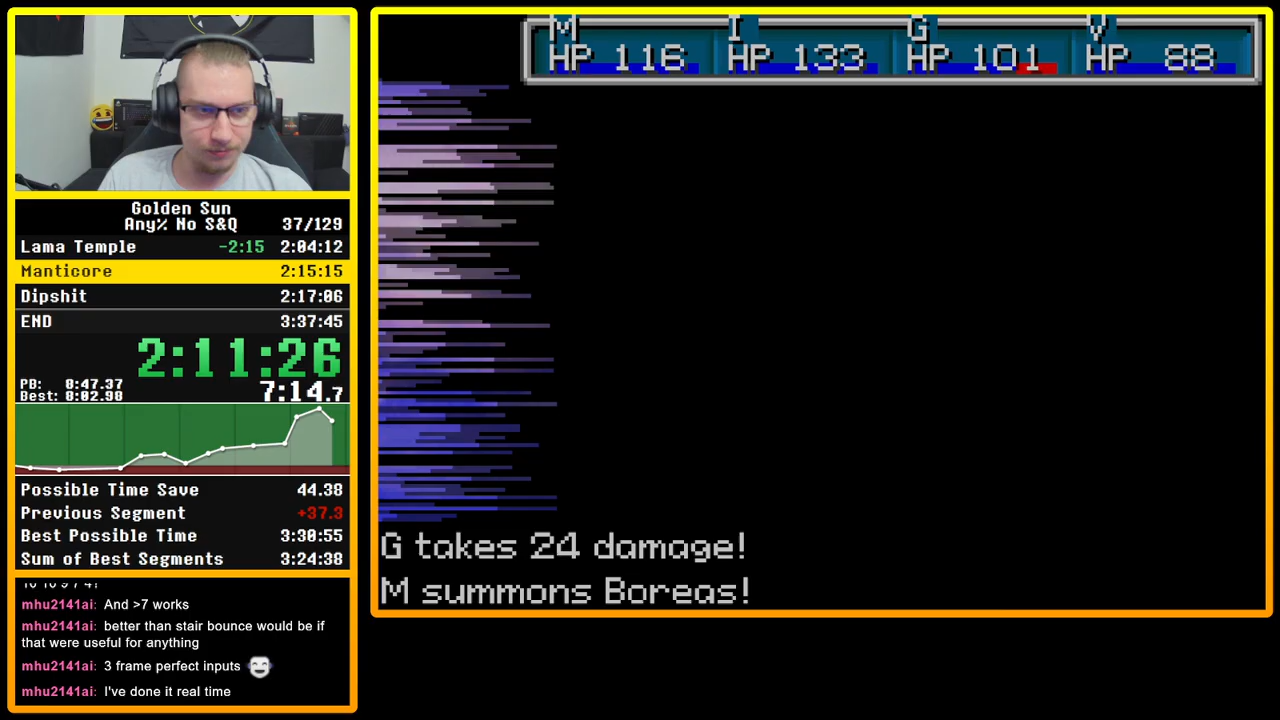 M I G V
HP 116 HP 133 HP 101 HP 88
Golden Sun
Any% No S&Q 37/129
Lama Temple -2:15 2:04:12
Manticore 2:15:15
Dipshit 2:17:06
END 3:37:45
2:11:26
PB: 0:47.37
Best: 0:02.98
7:14.7
Possible Time Save 44.38
Previous Segment +37.3
Best Possible Time 3:30:55
Sum of Best Segments 3:24:38
mhu2141ai: And >7 works
mhu2141ai: better than stair bounce would be if
that were useful for anything
mhu2141ai: 3 frame perfect inputs
mhu2141ai: I've done it real time
G takes 24 damage!
M summons Boreas!